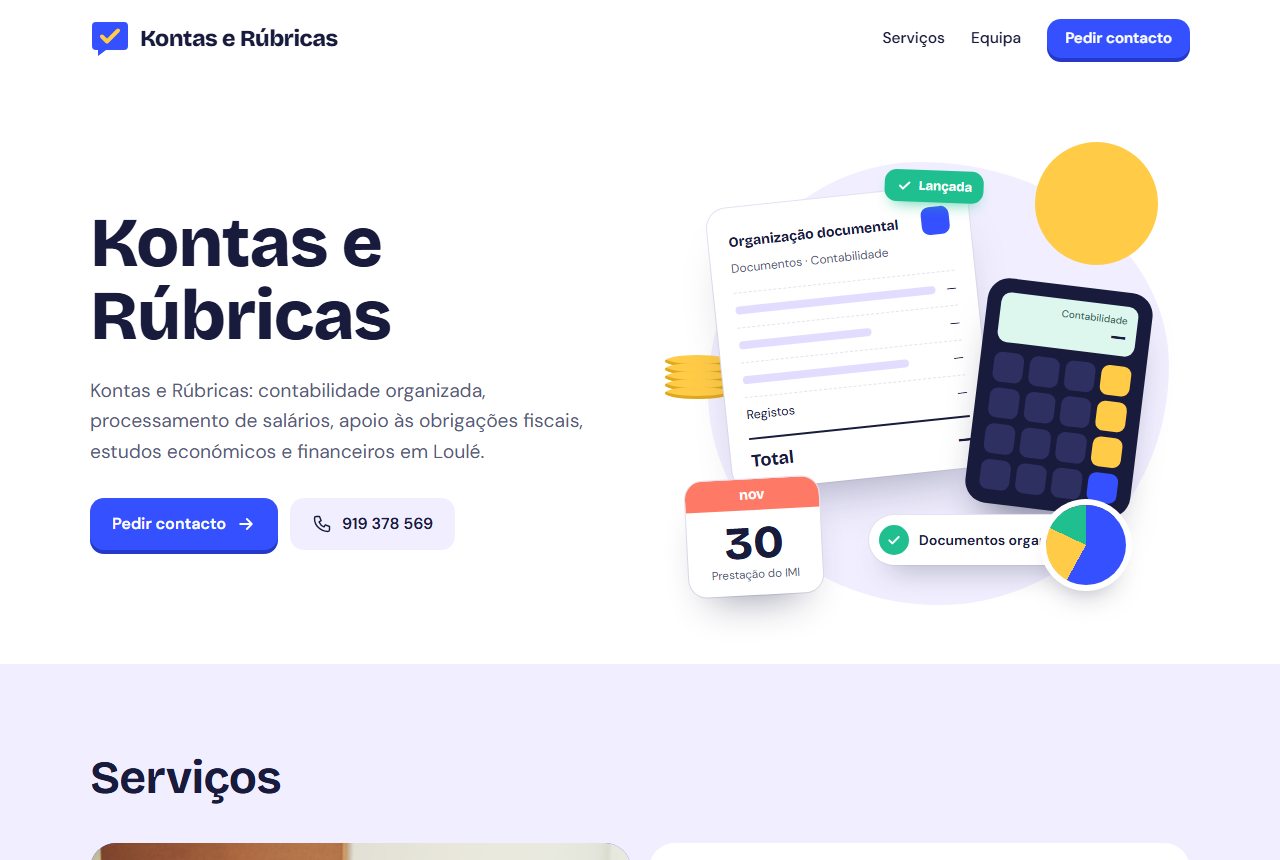 Kontas e Rúbricas
Serviços
Equipa
Pedir contacto
Kontas e
Rúbricas
Kontas e Rúbricas: contabilidade organizada,
processamento de salários, apoio às obrigações fiscais,
estudos económicos e financeiros em Loulé.
Pedir contacto
919 378 569
Lançada
Organização documental
Documentos · Contabilidade
Registos
Total
Contabilidade
nov
30
Prestação do IMI
Documentos
Serviços